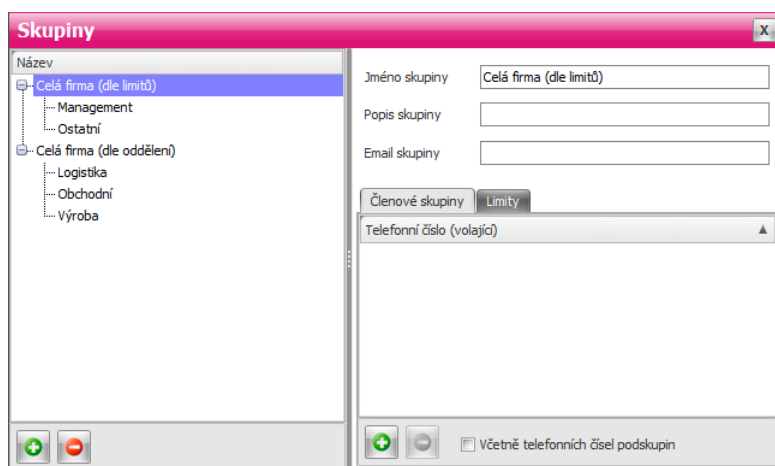 Skupiny
x
Název
Celá firma (dle limitů)
Management
Ostatní
Celá firma (dle oddělení)
Logistika
Obchodní
Výroba
Jméno skupiny Celá firma (dle limitů)
Popis skupiny
Email skupiny
Členové skupiny Limity
Telefonní číslo (volající)
Včetně telefonních čísel podskupin